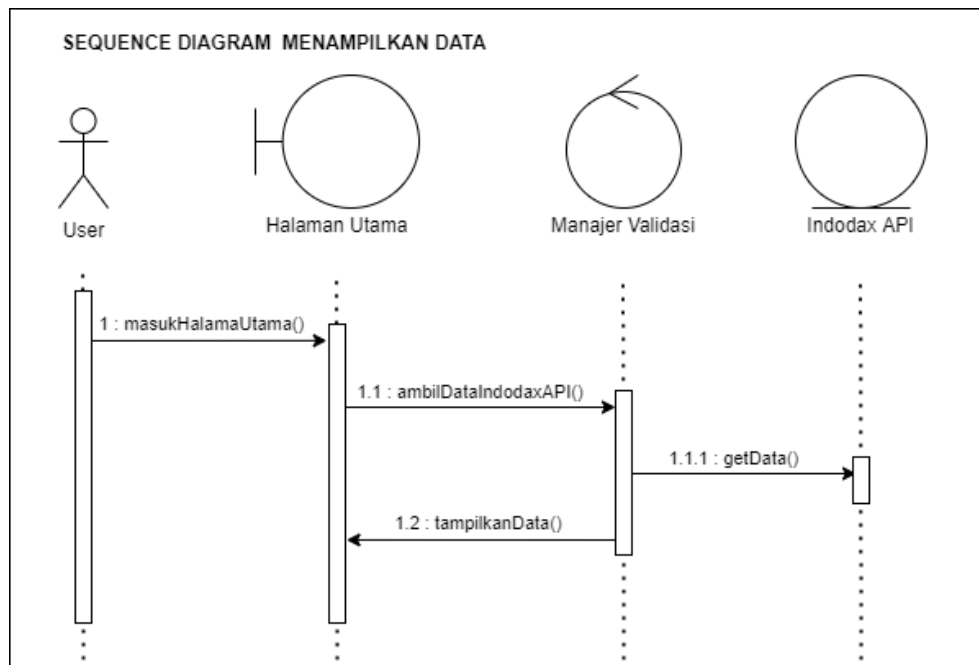 SEQUENCE DIAGRAM  MENAMPILKAN DATA
User
Halaman Utama
Manajer Validasi
Indodax API
1 : masukHalamaUtama()
1.1 : ambilDataIndodaxAPI()
1.1.1 : getData()
1.2 : tampilkanData()